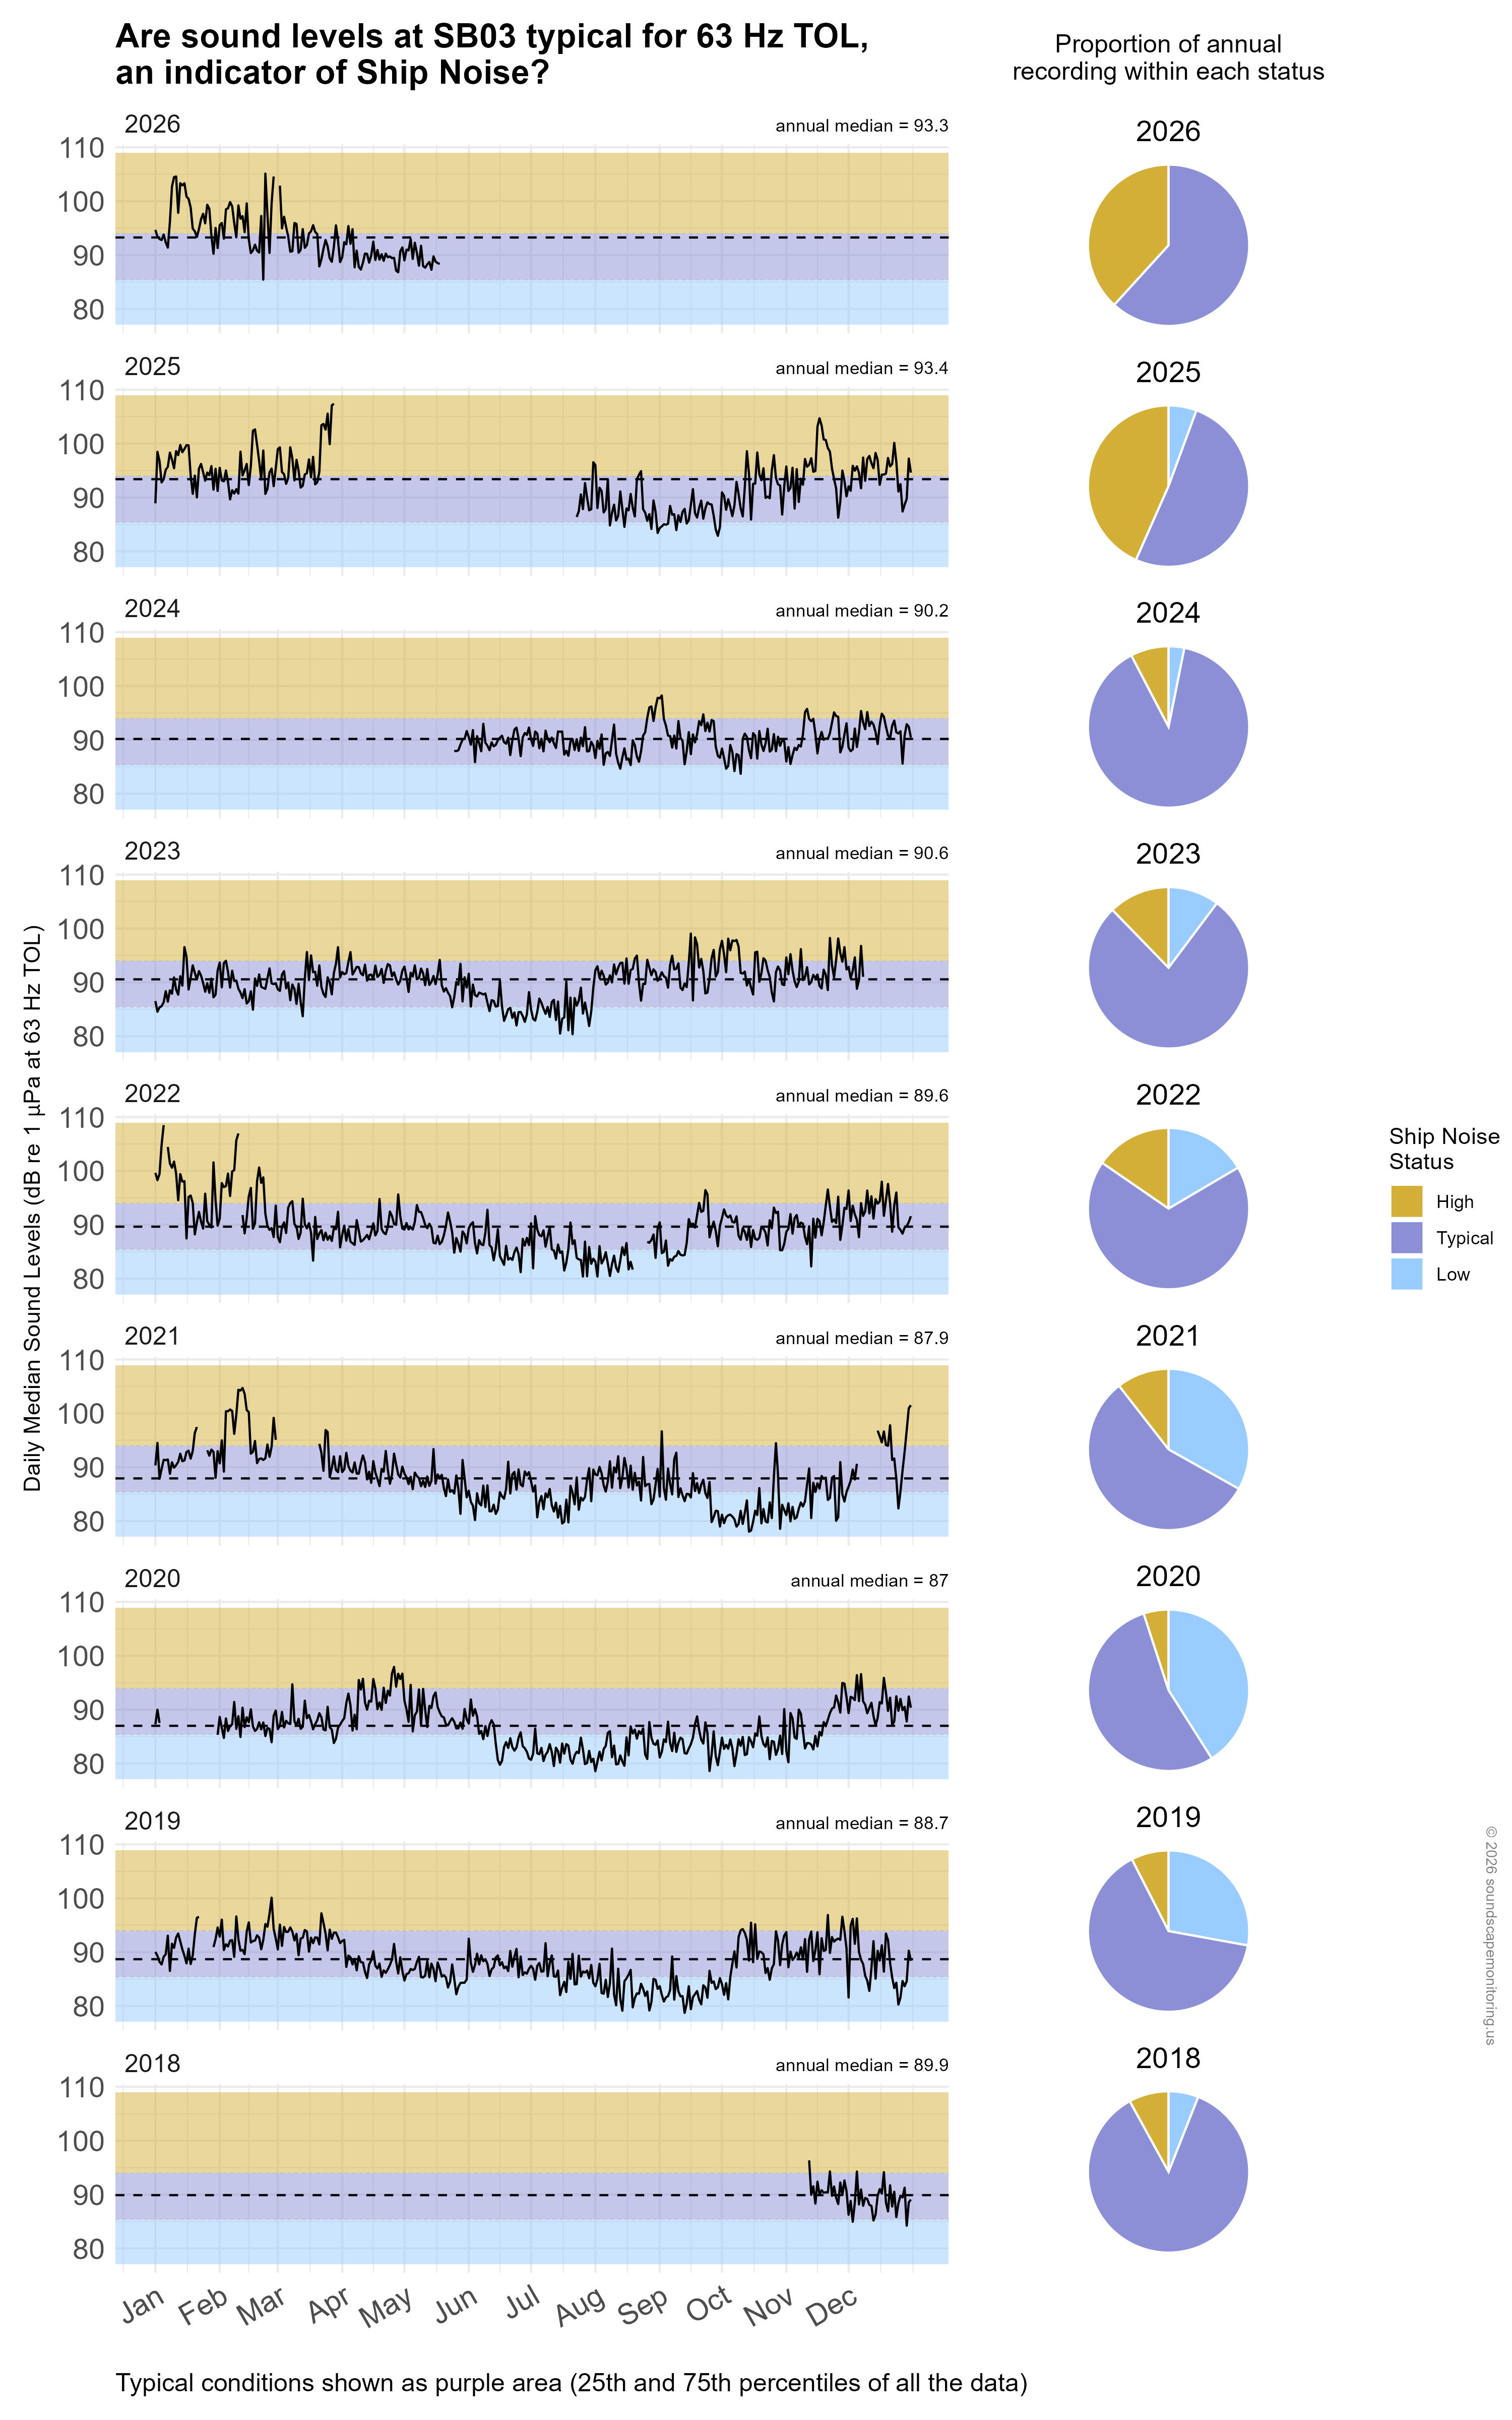 Are sound levels at SB03 typical for 63 Hz TOL,
an indicator of Ship Noise?
Proportion of annual
recording within each status
Daily Median Sound Levels (dB re 1 µPa at 63 Hz TOL)
2026
annual median = 93.3
110
100
90
80
2026
2025
annual median = 93.4
110
100
90
80
2025
2024
annual median = 90.2
110
100
90
80
2024
2023
annual median = 90.6
110
100
90
80
2023
2022
annual median = 89.6
110
100
90
80
2022
Ship Noise
Status
High
Typical
Low
2021
annual median = 87.9
110
100
90
80
2021
2020
annual median = 87
110
100
90
80
2020
2019
annual median = 88.7
110
100
90
80
2019
© 2026 soundscapemonitoring.us
2018
annual median = 89.9
110
100
90
80
2018
Jan Feb Mar Apr May Jun Jul Aug Sep Oct Nov Dec
Typical conditions shown as purple area (25th and 75th percentiles of all the data)